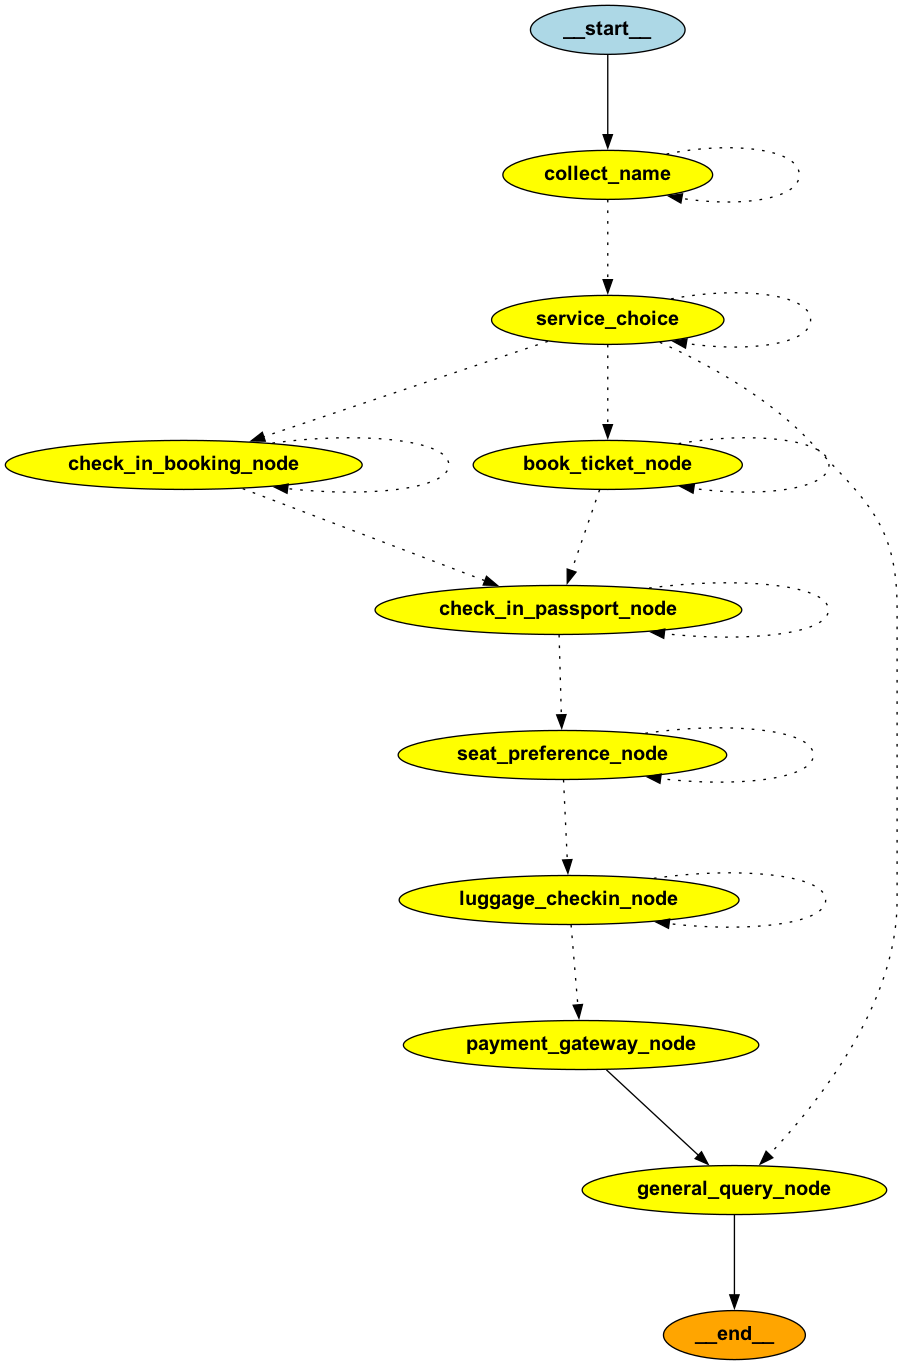 __start__
collect_name
service_choice
check_in_booking_node
book_ticket_node
check_in_passport_node
seat_preference_node
luggage_checkin_node
payment_gateway_node
general_query_node
__end__